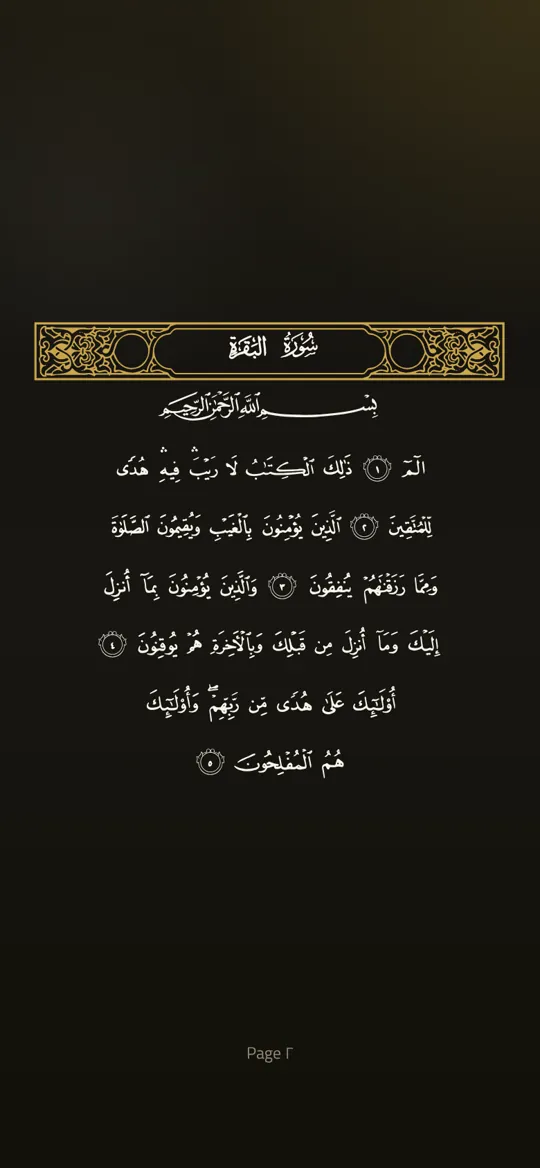 سُورَةُ البَقَرَةِ
بِسْمِ ٱللَّهِ ٱلرَّحْمَٰنِ ٱلرَّحِيمِ
الٓمٓ ١ ذَٰلِكَ ٱلْكِتَٰبُ لَا رَيْبَ ۛ فِيهِ ۛ هُدًى
لِّلْمُتَّقِينَ ٢ ٱلَّذِينَ يُؤْمِنُونَ بِٱلْغَيْبِ وَيُقِيمُونَ ٱلصَّلَوٰةَ
وَمِمَّا رَزَقْنَٰهُمْ يُنفِقُونَ ٣ وَٱلَّذِينَ يُؤْمِنُونَ بِمَآ أُنزِلَ
إِلَيْكَ وَمَآ أُنزِلَ مِن قَبْلِكَ وَبِٱلْءَاخِرَةِ هُمْ يُوقِنُونَ ٤
أُو۟لَٰٓئِكَ عَلَىٰ هُدًى مِّن رَّبِّهِمْ ۖ وَأُو۟لَٰٓئِكَ
هُمُ ٱلْمُفْلِحُونَ ٥
Page ٢